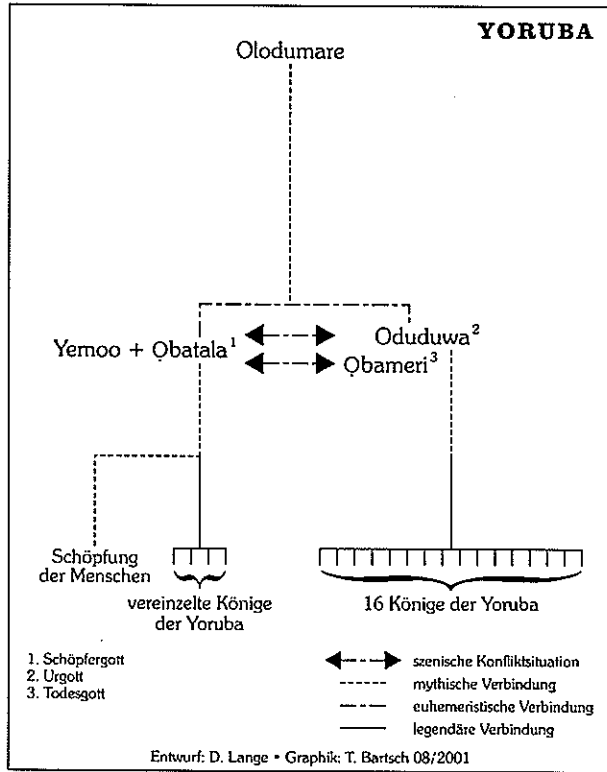 YORUBA
Olodumare
Yemoo + Ọbatala¹
Oduduwa²
Ọbameri³
Schöpfung
der Menschen
vereinzelte Könige
der Yoruba
16 Könige der Yoruba
1. Schöpfergott
2. Urgott
3. Todesgott
szenische Konfliktsituation
mythische Verbindung
euhemeristische Verbindung
legendäre Verbindung
Entwurf: D. Lange • Graphik: T. Bartsch 08/2001